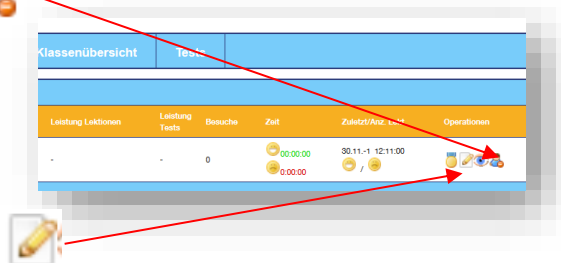 Klassenübersicht Tests
Leistung Lektionen Leistung Tests Besuche Zeit Zuletzt/Anz. Operationen
- - 0 00:00:00 30.11.-1 12:11:00
0:00:00 /